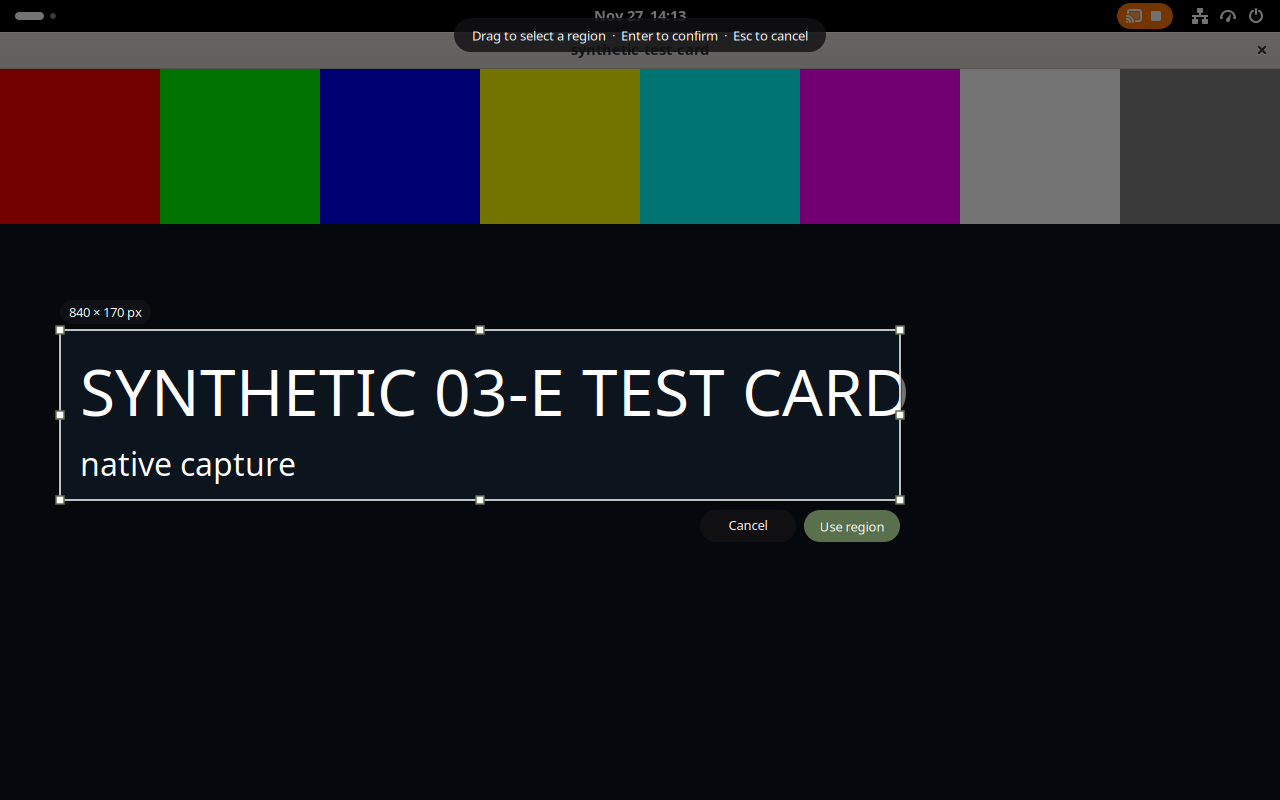 Nov 27 14:13
Drag to select a region · Enter to confirm · Esc to cancel
synthetic-test-card
840 × 170 px
SYNTHETIC 03-E TEST CARD
native capture
Cancel
Use region